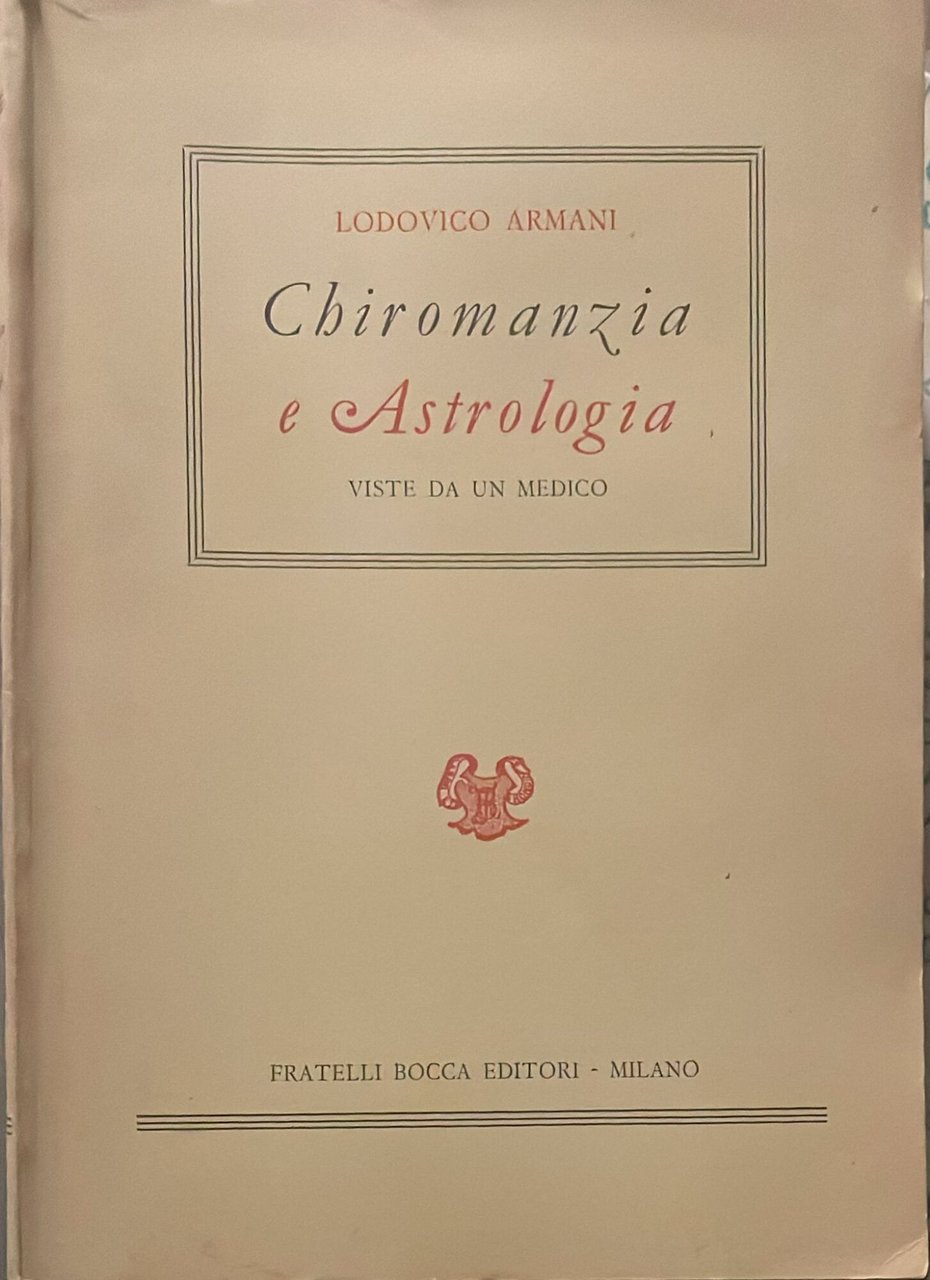 LODOVICO ARMANI
Chiromanzia
e Astrologia
VISTE DA UN MEDICO
FRATELLI BOCCA EDITORI - MILANO